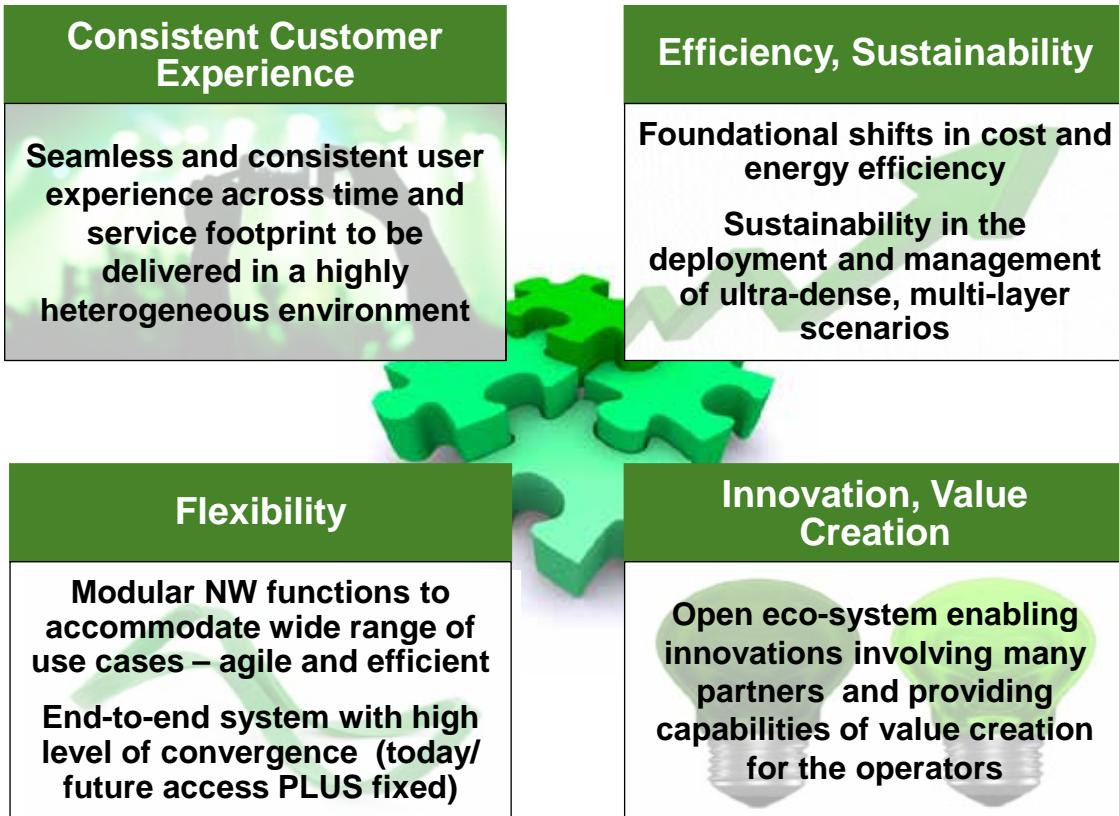 Consistent Customer
Experience
Seamless and consistent user
experience across time and
service footprint to be
delivered in a highly
heterogeneous environment
Efficiency, Sustainability
Foundational shifts in cost and
energy efficiency
Sustainability in the
deployment and management
of ultra-dense, multi-layer
scenarios
Flexibility
Modular NW functions to
accommodate wide range of
use cases – agile and efficient
End-to-end system with high
level of convergence (today/
future access PLUS fixed)
Innovation, Value
Creation
Open eco-system enabling
innovations involving many
partners and providing
capabilities of value creation
for the operators